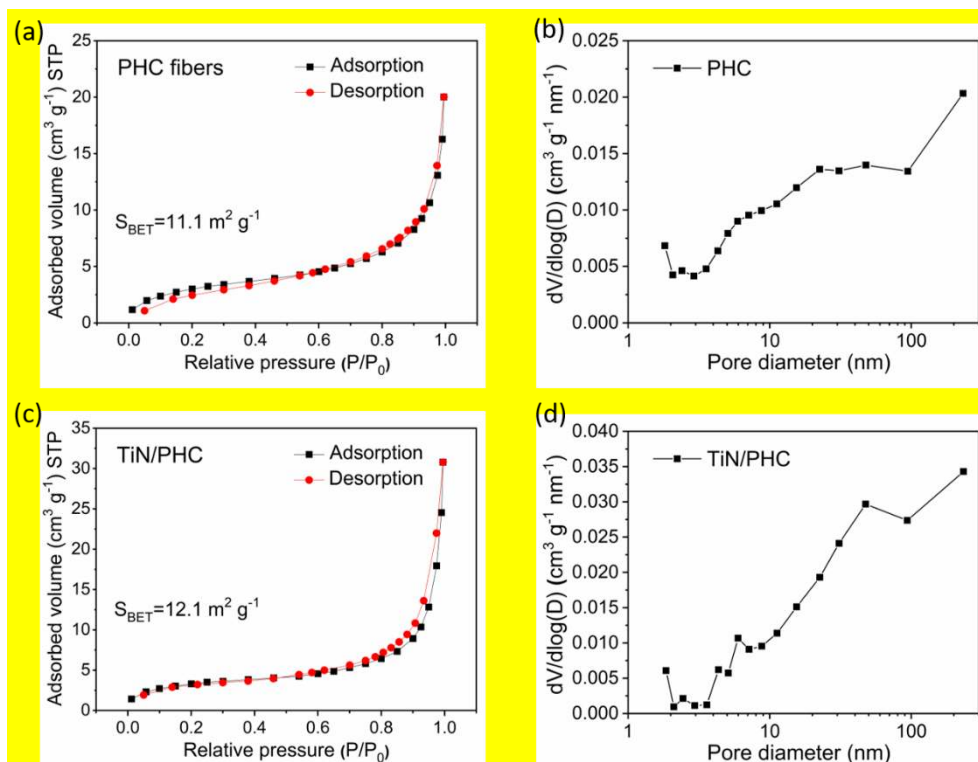 (a)
25
20
15
10
5
0
Adsorbed volume (cm³ g⁻¹) STP
PHC fibers
Adsorption
Desorption
S_BET=11.1 m² g⁻¹
0.0 0.2 0.4 0.6 0.8 1.0
Relative pressure (P/P₀)
(b)
0.025
0.020
0.015
0.010
0.005
0.000
dV/dlog(D) (cm³ g⁻¹ nm⁻¹)
PHC
1 10 100
Pore diameter (nm)
(c)
35
30
25
20
15
10
5
0
Adsorbed volume (cm³ g⁻¹) STP
TiN/PHC
Adsorption
Desorption
S_BET=12.1 m² g⁻¹
0.0 0.2 0.4 0.6 0.8 1.0
Relative pressure (P/P₀)
(d)
0.040
0.035
0.030
0.025
0.020
0.015
0.010
0.005
0.000
dV/dlog(D) (cm³ g⁻¹ nm⁻¹)
TiN/PHC
1 10 100
Pore diameter (nm)